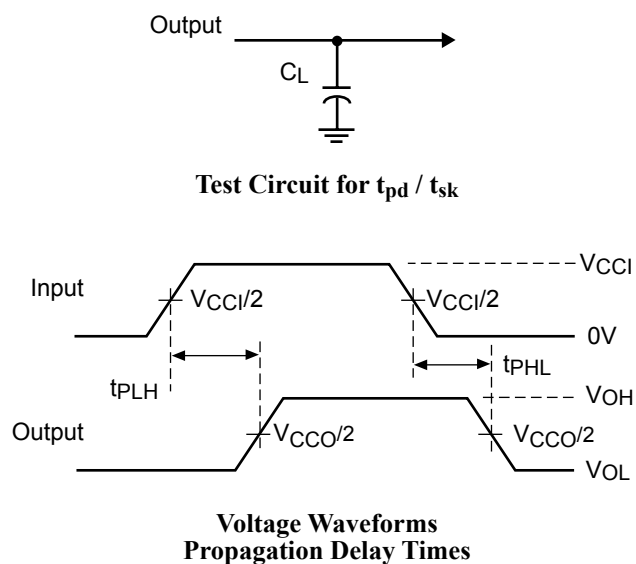 Output
CL
Test Circuit for tpd / tsk
VCCI
Input
VCCI/2
VCCI/2
0V
tPLH
tPHL
VOH
Output
VCCO/2
VCCO/2
VOL
Voltage Waveforms
Propagation Delay Times